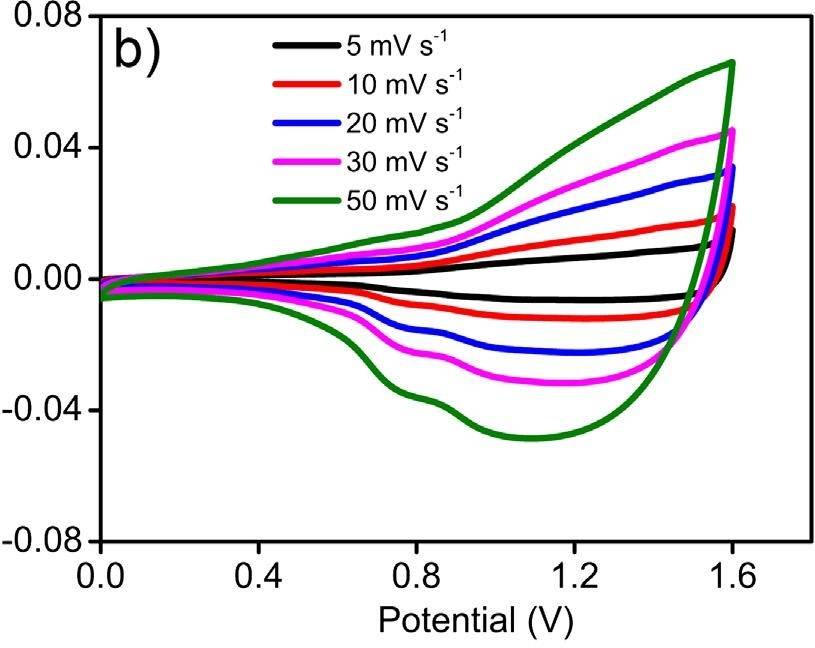 0.08
b)
5 mV s⁻¹
10 mV s⁻¹
20 mV s⁻¹
30 mV s⁻¹
50 mV s⁻¹
0.04
0.00
-0.04
-0.08
0.0 0.4 0.8 1.2 1.6
Potential (V)